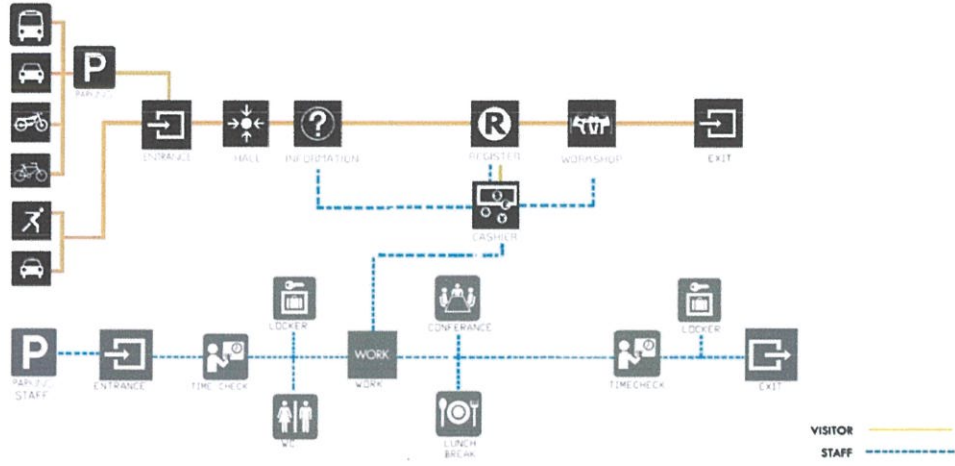 P
PARKING
ENTRANCE
HALL
?
INFORMATION
R
REGISTER
WORKSHOP
EXIT
CASHIER
LOCKER
CONFERANCE
LOCKER
P
WORK
PARKING
STAFF
ENTRANCE
TIME CHECK
WORK
TIMECHECK
EXIT
WC
LUNCH
BREAK
VISITOR
STAFF